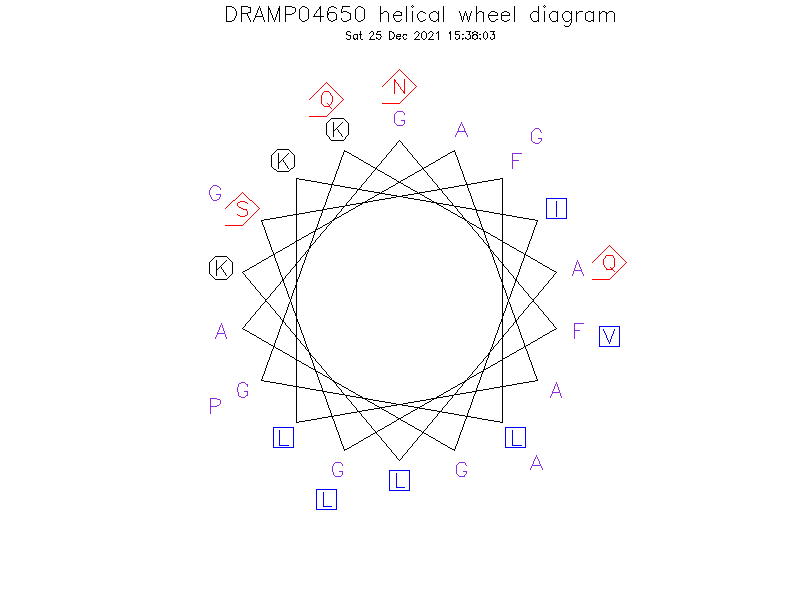 DRAMP04650 helical wheel diagram
Sat 25 Dec 2021 15:38:03
N
Q
G
K
A
G
K
F
G
S
I
K
A
Q
A
F
V
G
A
P
L
L
G
G
A
L
L